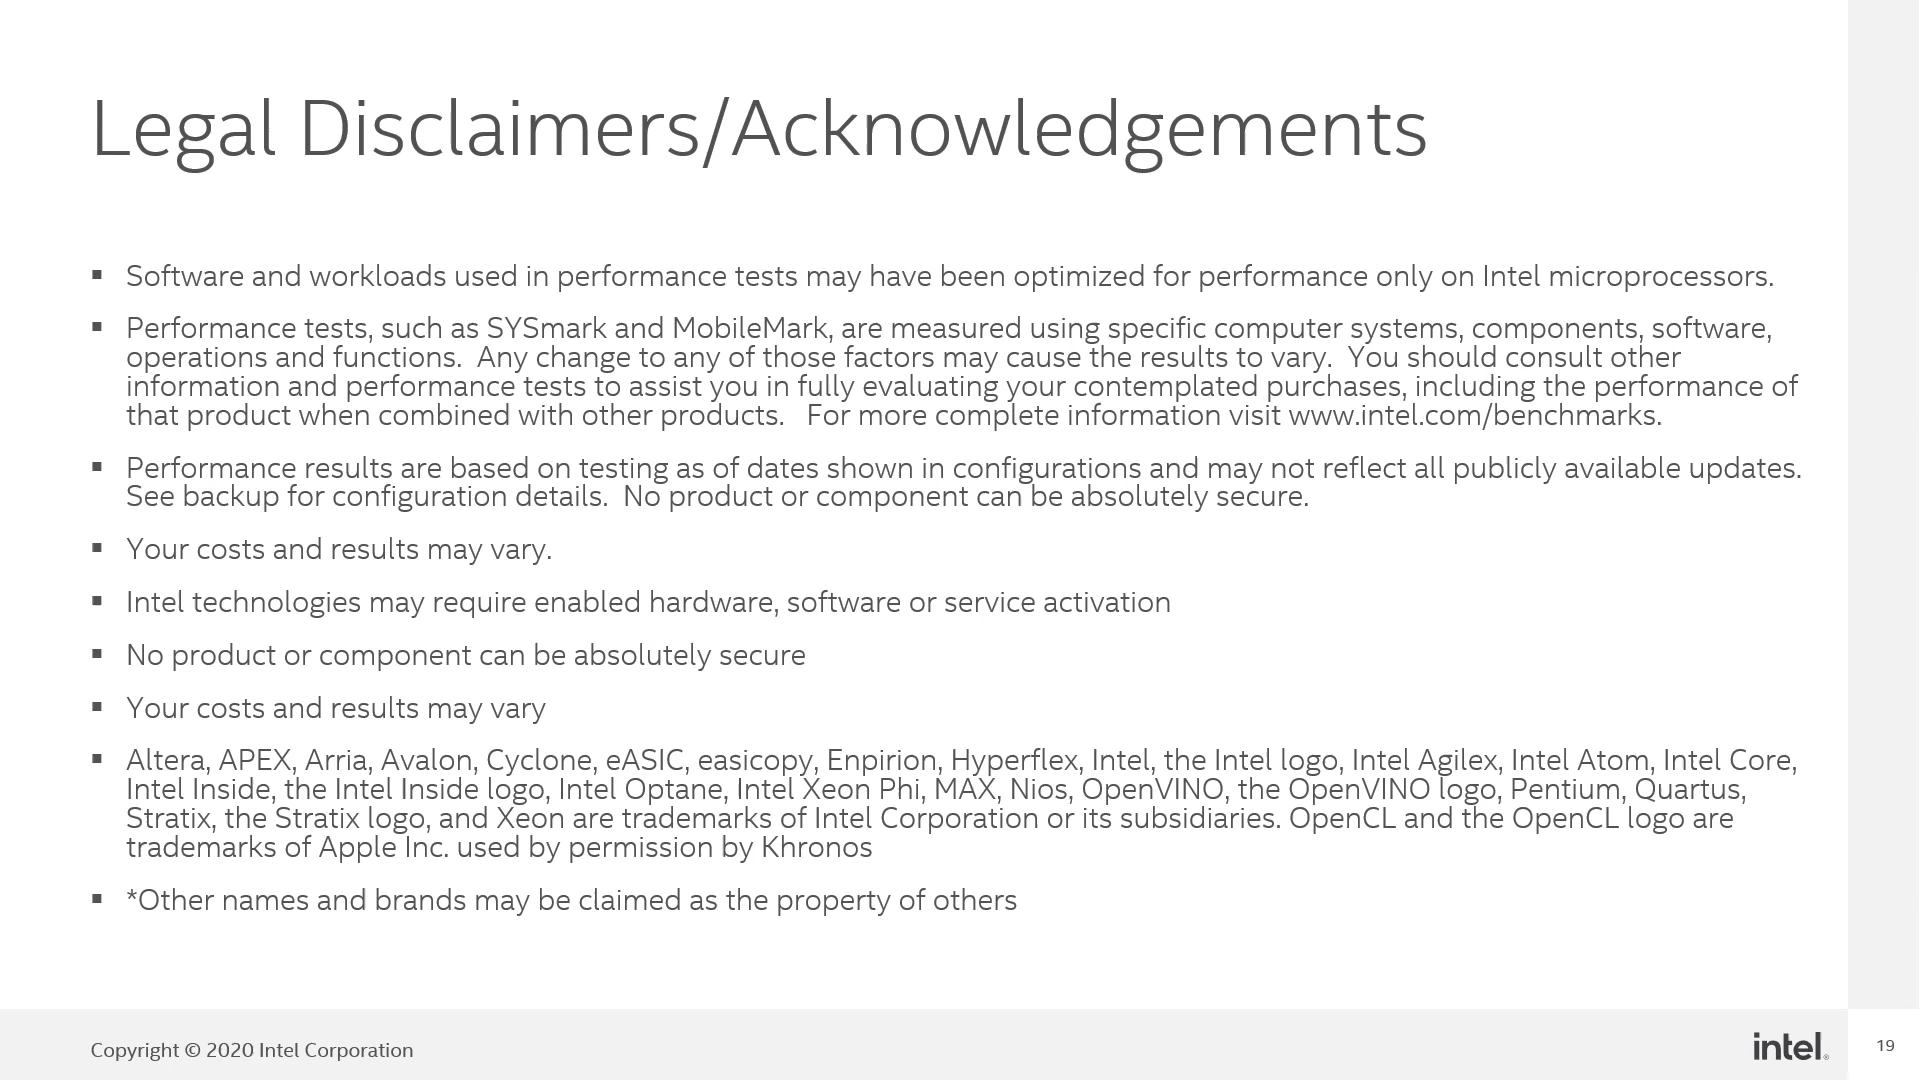 Legal Disclaimers/Acknowledgements
▪ Software and workloads used in performance tests may have been optimized for performance only on Intel microprocessors.
▪ Performance tests, such as SYSmark and MobileMark, are measured using specific computer systems, components, software,
operations and functions.  Any change to any of those factors may cause the results to vary.  You should consult other
information and performance tests to assist you in fully evaluating your contemplated purchases, including the performance of
that product when combined with other products.   For more complete information visit www.intel.com/benchmarks.
▪ Performance results are based on testing as of dates shown in configurations and may not reflect all publicly available updates.
See backup for configuration details.  No product or component can be absolutely secure.
▪ Your costs and results may vary.
▪ Intel technologies may require enabled hardware, software or service activation
▪ No product or component can be absolutely secure
▪ Your costs and results may vary
▪ Altera, APEX, Arria, Avalon, Cyclone, eASIC, easicopy, Enpirion, Hyperflex, Intel, the Intel logo, Intel Agilex, Intel Atom, Intel Core,
Intel Inside, the Intel Inside logo, Intel Optane, Intel Xeon Phi, MAX, Nios, OpenVINO, the OpenVINO logo, Pentium, Quartus,
Stratix, the Stratix logo, and Xeon are trademarks of Intel Corporation or its subsidiaries. OpenCL and the OpenCL logo are
trademarks of Apple Inc. used by permission by Khronos
▪ *Other names and brands may be claimed as the property of others
Copyright © 2020 Intel Corporation
intel®
19